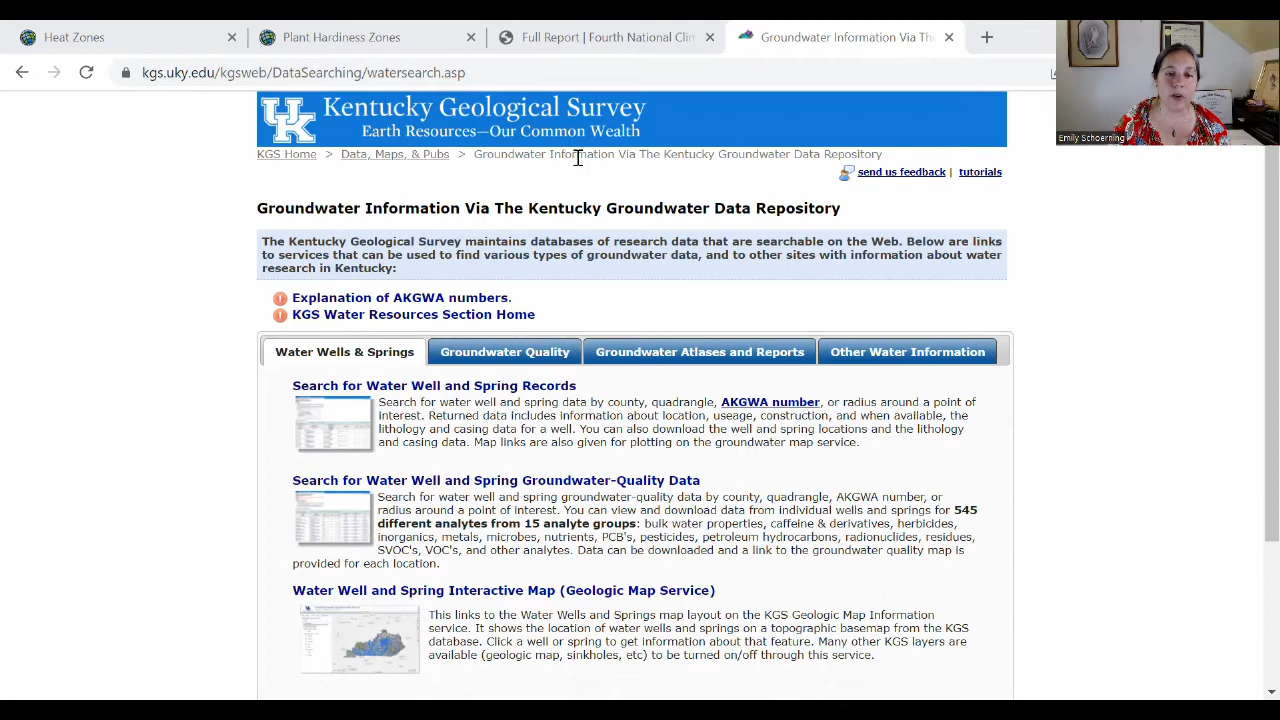 Heat Zones
Plant Hardiness Zones
Full Report | Fourth National Clin
Groundwater Information Via The
kgs.uky.edu/kgsweb/DataSearching/watersearch.asp
Emily Schoerning
UK
Kentucky Geological Survey
Earth Resources—Our Common Wealth
KGS Home > Data, Maps, & Pubs > Groundwater Information Via The Kentucky Groundwater Data Repository
send us feedback | tutorials
Groundwater Information Via The Kentucky Groundwater Data Repository
The Kentucky Geological Survey maintains databases of research data that are searchable on the Web. Below are links
to services that can be used to find various types of groundwater data, and to other sites with information about water
research in Kentucky:
Explanation of AKGWA numbers.
KGS Water Resources Section Home
Water Wells & Springs
Groundwater Quality
Groundwater Atlases and Reports
Other Water Information
Search for Water Well and Spring Records
Search for water well and spring data by county, quadrangle, AKGWA number, or radius around a point of
interest. Returned data includes information about location, useage, construction, and when available, the
lithology and casing data for a well. You can also download the well and spring locations and the lithology
and casing data. Map links are also given for plotting on the groundwater map service.
Search for Water Well and Spring Groundwater-Quality Data
Search for water well and spring groundwater-quality data by county, quadrangle, AKGWA number, or
radius around a point of interest. You can view and download data from individual wells and springs for 545
different analytes from 15 analyte groups: bulk water properties, caffeine & derivatives, herbicides,
inorganics, metals, microbes, nutrients, PCB's, pesticides, petroleum hydrocarbons, radionuclides, residues,
SVOC's, VOC's, and other analytes. Data can be downloaded and a link to the groundwater quality map is
provided for each location.
Water Well and Spring Interactive Map (Geologic Map Service)
This links to the Water Wells and Springs map layout on the KGS Geologic Map Information
service. It shows the location of water wells and springs on a topographic basemap from the KGS
database. Click a well or spring to get information about that feature. Many other KGS layers are
available (geologic map, sinkholes, etc) to be turned on/off through this service.